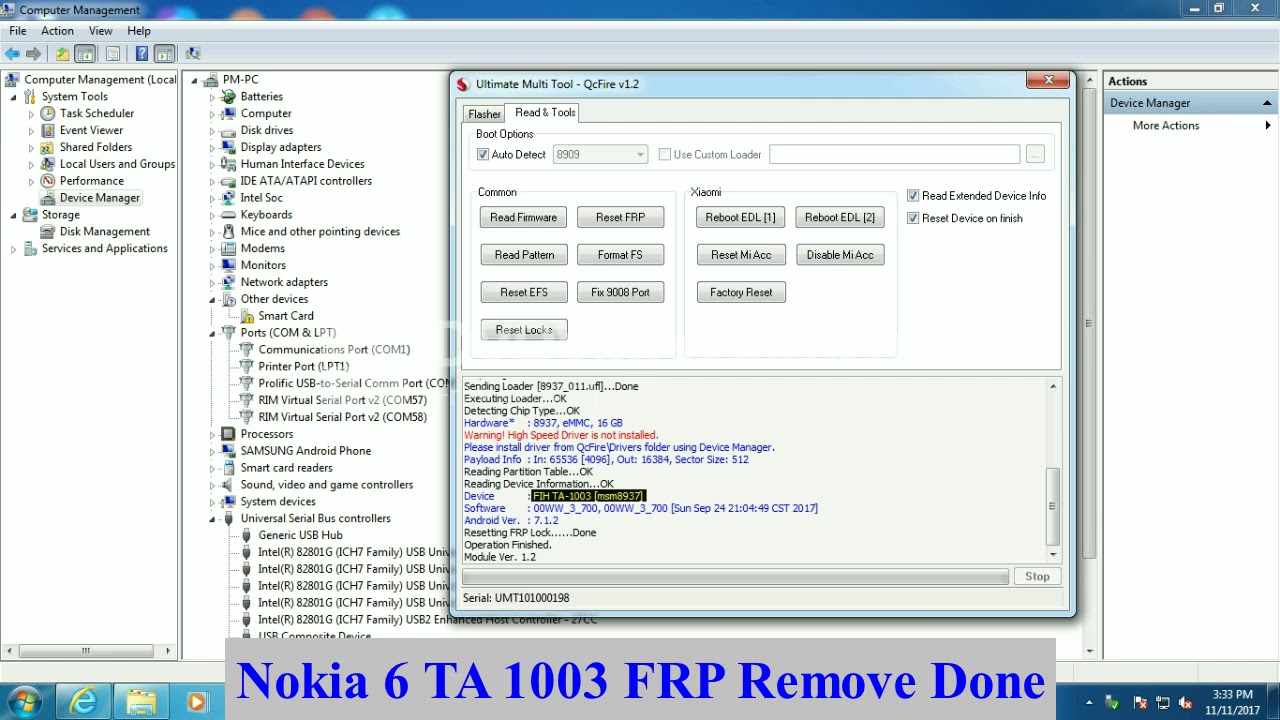 Computer Management
File Action View Help
Computer Management (Local
System Tools
Task Scheduler
Event Viewer
Shared Folders
Local Users and Groups
Performance
Device Manager
Storage
Disk Management
Services and Applications
PM-PC
Batteries
Computer
Disk drives
Display adapters
Human Interface Devices
IDE ATA/ATAPI controllers
Intel Soc
Keyboards
Mice and other pointing devices
Modems
Monitors
Network adapters
Other devices
Smart Card
Ports (COM & LPT)
Communications Port (COM1)
Printer Port (LPT1)
Prolific USB-to-Serial Comm Port (COM
RIM Virtual Serial Port v2 (COM57)
RIM Virtual Serial Port v2 (COM58)
Processors
SAMSUNG Android Phone
Smart card readers
Sound, video and game controllers
System devices
Universal Serial Bus controllers
Generic USB Hub
Intel(R) 82801G (ICH7 Family) USB Univ
Intel(R) 82801G (ICH7 Family) USB Univ
Intel(R) 82801G (ICH7 Family) USB Univ
Intel(R) 82801G (ICH7 Family) USB Univ
Intel(R) 82801G (ICH7 Family) USB2 Enhanced Host Controller - 27CC
USB Composite Device
Ultimate Multi Tool - QcFire v1.2
Flasher Read & Tools
Boot Options
Auto Detect 8909 Use Custom Loader ...
Common
Read Firmware Reset FRP
Read Pattern Format FS
Reset EFS Fix 9008 Port
Reset Locks
Xiaomi
Reboot EDL [1] Reboot EDL [2]
Reset Mi Acc Disable Mi Acc
Factory Reset
Read Extended Device Info
Reset Device on finish
Sending Loader [8937_011.ufl]...Done
Executing Loader...OK
Detecting Chip Type...OK
Hardware* : 8937, eMMC, 16 GB
Warning! High Speed Driver is not installed.
Please install driver from QcFire\Drivers folder using Device Manager.
Payload Info : In: 65536 [4096], Out: 16384, Sector Size: 512
Reading Partition Table...OK
Reading Device Information...OK
Device : FIH TA-1003 [msm8937]
Software : 00WW_3_700, 00WW_3_700 [Sun Sep 24 21:04:49 CST 2017]
Android Ver. : 7.1.2
Resetting FRP Lock......Done
Operation Finished.
Module Ver. 1.2
Stop
Serial: UMT101000198
Actions
Device Manager
More Actions
Nokia 6 TA 1003 FRP Remove Done
3:33 PM
11/11/2017